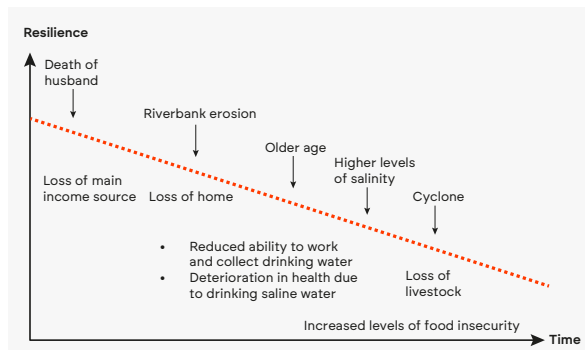 Resilience
Death of
husband
Riverbank erosion
Older age
Higher levels
of salinity
Cyclone
Loss of main
income source
Loss of home
• Reduced ability to work
and collect drinking water
• Deterioration in health due
to drinking saline water
Loss of
livestock
Increased levels of food insecurity
Time